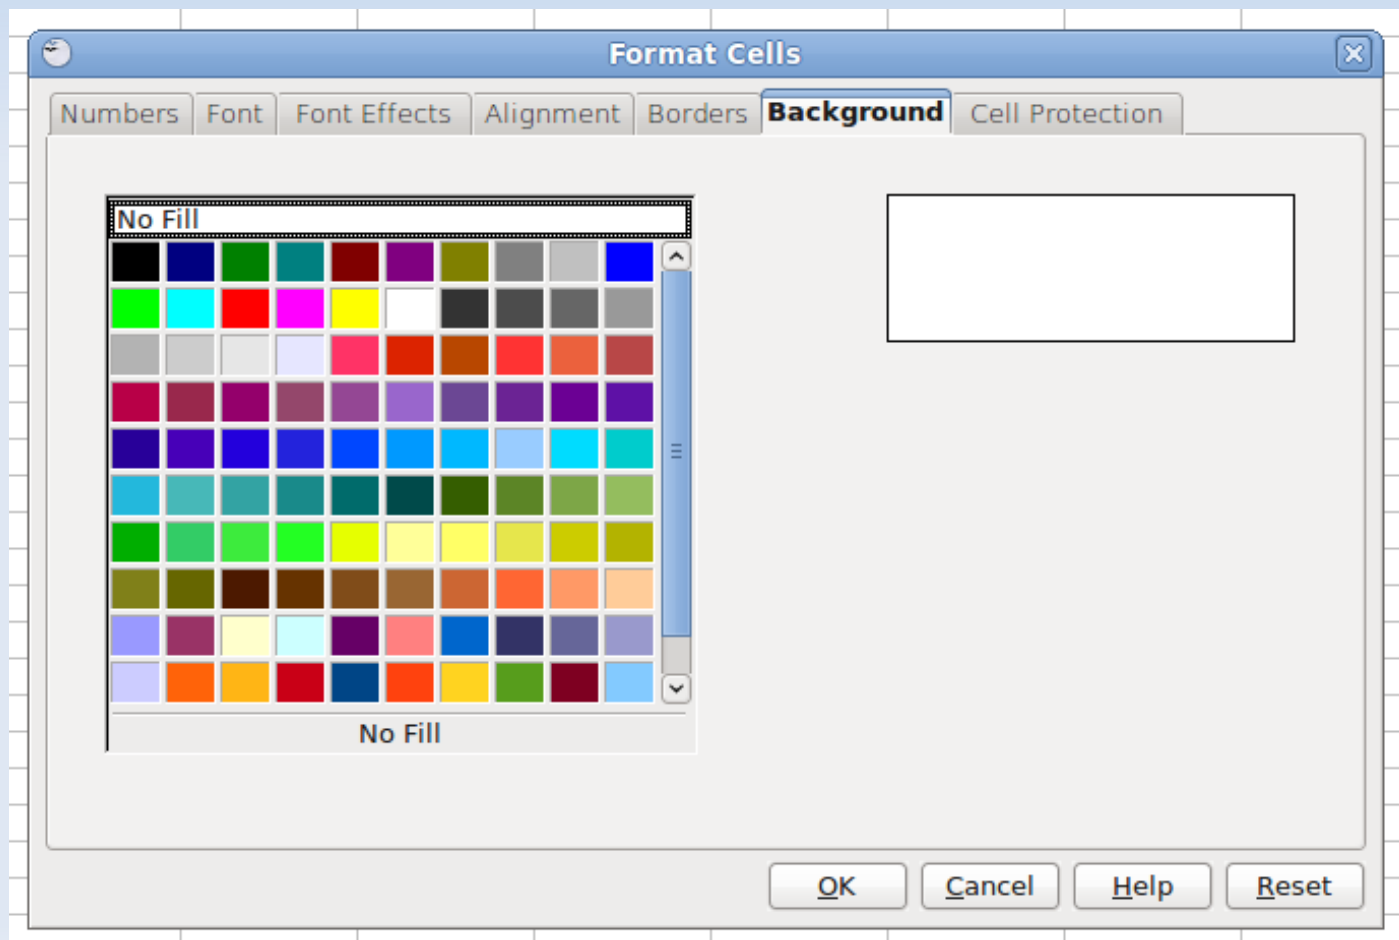 Format Cells
Numbers Font Font Effects Alignment Borders Background Cell Protection
No Fill
No Fill
OK Cancel Help Reset